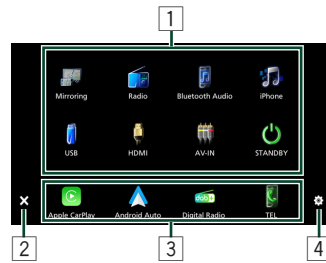 1
Mirroring Radio Bluetooth Audio iPhone
USB HDMI AV-IN STANDBY
dab+
Apple CarPlay Android Auto Digital Radio TEL
2 3 4